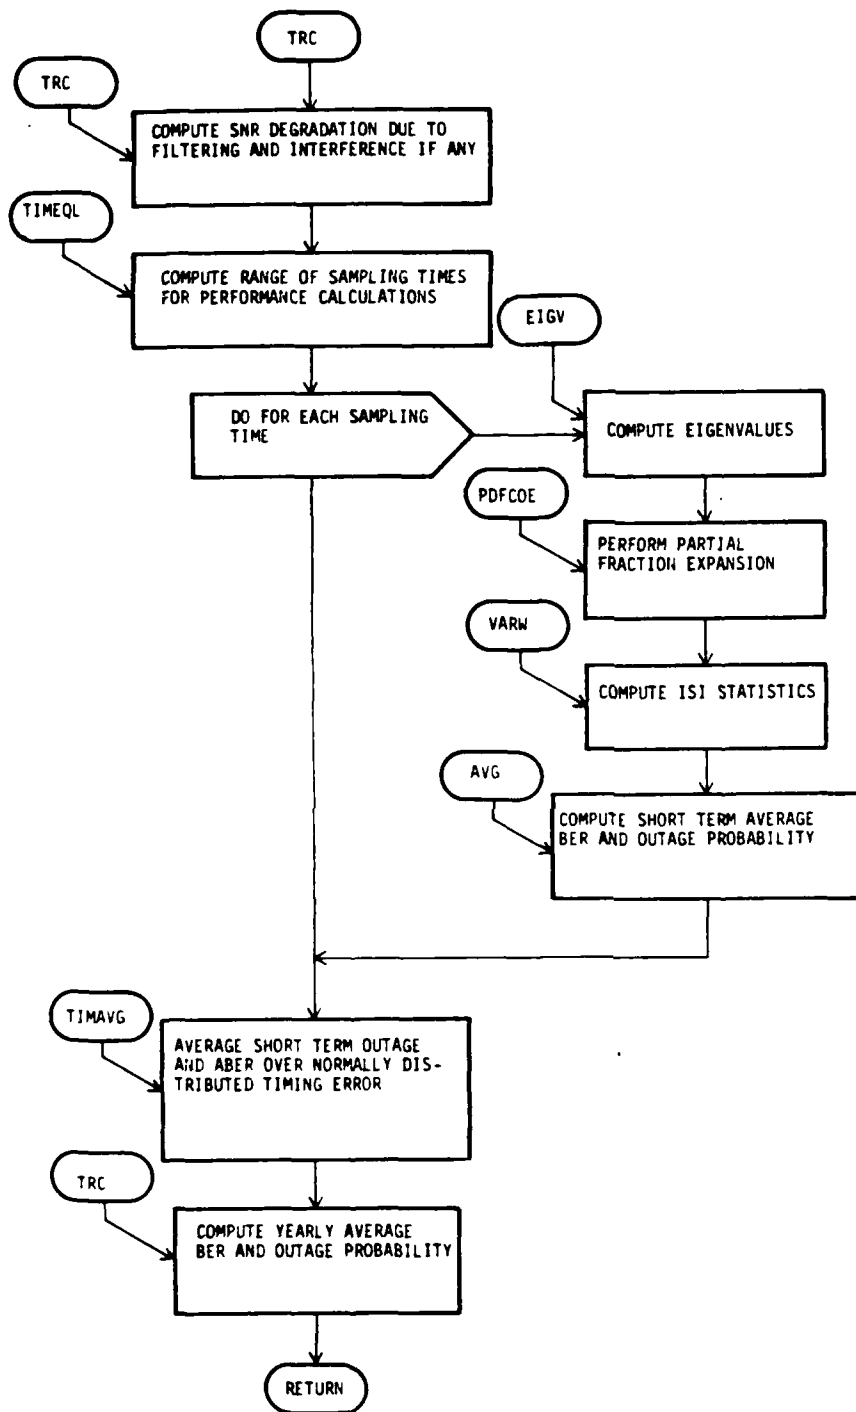 TRC
TRC
COMPUTE SNR DEGRADATION DUE TO
FILTERING AND INTERFERENCE IF ANY
TIMEQL
COMPUTE RANGE OF SAMPLING TIMES
FOR PERFORMANCE CALCULATIONS
EIGV
DO FOR EACH SAMPLING
TIME
COMPUTE EIGENVALUES
PDFCOE
PERFORM PARTIAL
FRACTION EXPANSION
VARW
COMPUTE ISI STATISTICS
AVG
COMPUTE SHORT TERM AVERAGE
BER AND OUTAGE PROBABILITY
TIMAVG
AVERAGE SHORT TERM OUTAGE
AND ABER OVER NORMALLY DIS-
TRIBUTED TIMING ERROR
TRC
COMPUTE YEARLY AVERAGE
BER AND OUTAGE PROBABILITY
RETURN